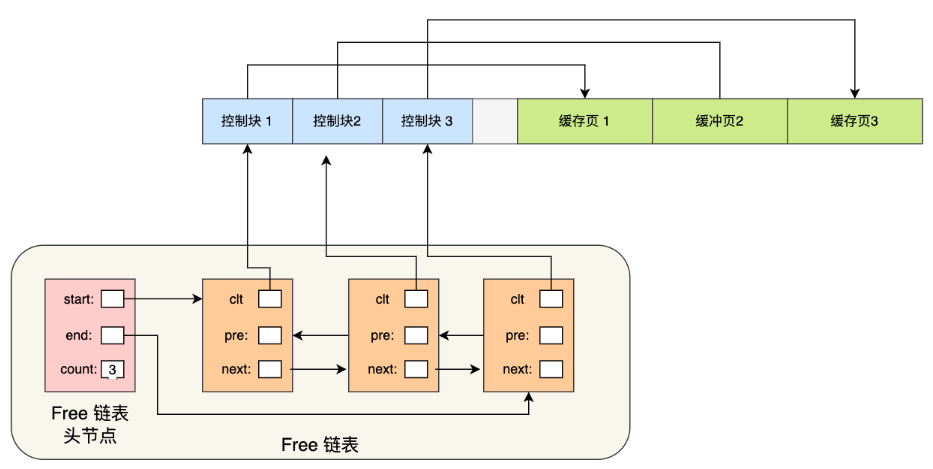 控制块 1
控制块2
控制块 3
缓存页 1
缓冲页2
缓存页3
start:
end:
count: 3
clt
pre:
next:
clt
pre:
next:
clt
pre:
next:
Free 链表
头节点
Free 链表